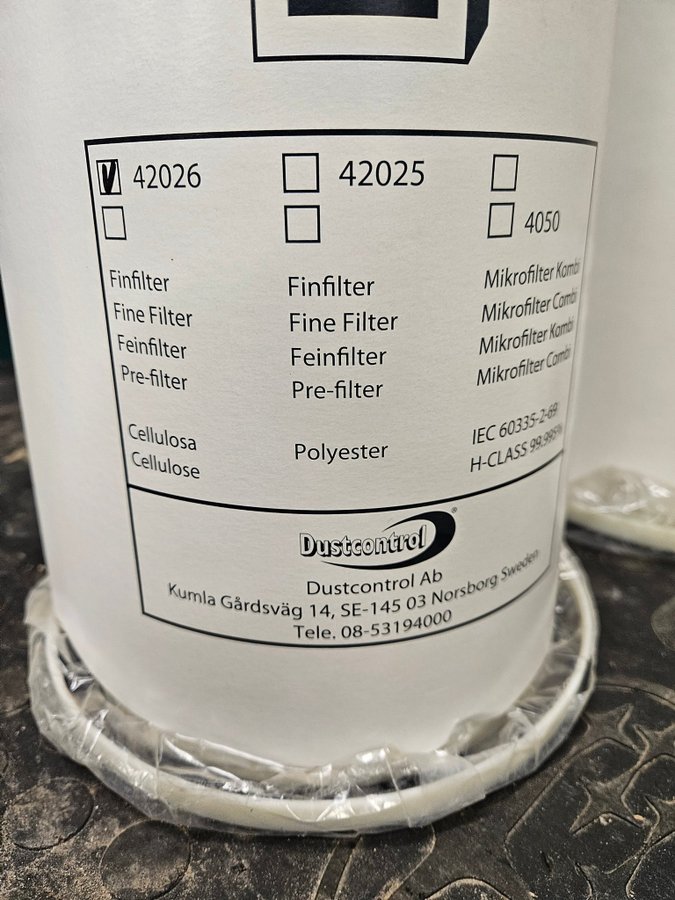 42026 42025
4050
Finfilter Finfilter Mikrofilter Kombi
Fine Filter Fine Filter Mikrofilter Combi
Feinfilter Feinfilter Mikrofilter Kombi
Pre-filter Pre-filter Mikrofilter Combi
Cellulosa Polyester IEC 60335-2-69
Cellulose H-CLASS 99.995%
Dustcontrol®
Dustcontrol Ab
Kumla Gårdsväg 14, SE-145 03 Norsborg Sweden
Tele. 08-53194000